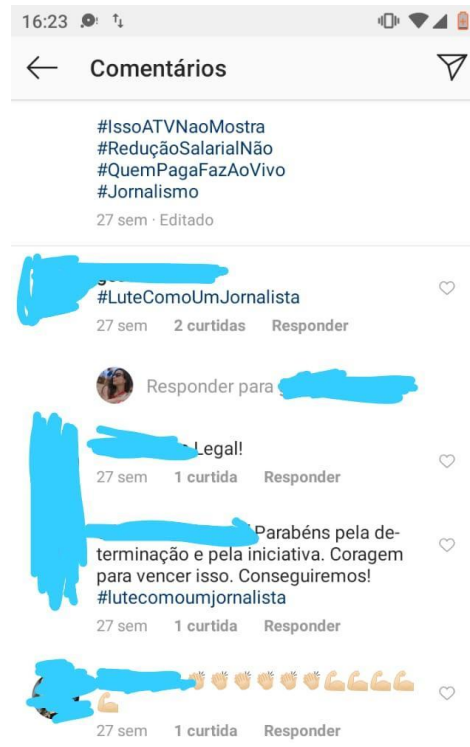 16:23
Comentários
#IssoATVNaoMostra
#ReduçãoSalarialNão
#QuemPagaFazAoVivo
#Jornalismo
27 sem · Editado
#LuteComoUmJornalista
27 sem 2 curtidas Responder
Responder para
Legal!
27 sem 1 curtida Responder
Parabéns pela de-
terminação e pela iniciativa. Coragem
para vencer isso. Conseguiremos!
#lutecomoumjornalista
27 sem 1 curtida Responder
👏🏻👏🏻👏🏻👏🏻👏🏻👏🏻💪🏻💪🏻💪🏻💪🏻
💪🏻
27 sem 1 curtida Responder